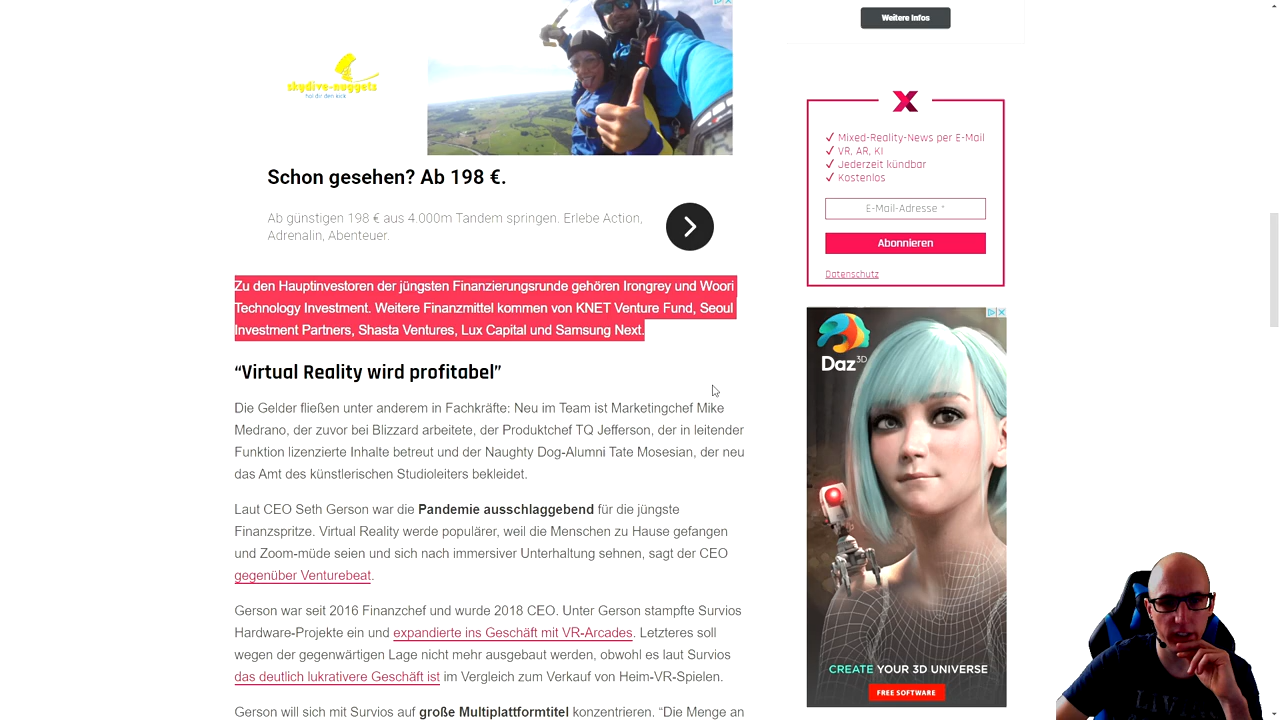 skydive-nuggets
hol dir den kick
Schon gesehen? Ab 198 €.
Ab günstigen 198 € aus 4.000m Tandem springen. Erlebe Action,
Adrenalin, Abenteuer.
Zu den Hauptinvestoren der jüngsten Finanzierungsrunde gehören Irongrey und Woori
Technology Investment. Weitere Finanzmittel kommen von KNET Venture Fund, Seoul
Investment Partners, Shasta Ventures, Lux Capital und Samsung Next.
“Virtual Reality wird profitabel”
Die Gelder fließen unter anderem in Fachkräfte: Neu im Team ist Marketingchef Mike
Medrano, der zuvor bei Blizzard arbeitete, der Produktchef TQ Jefferson, der in leitender
Funktion lizenzierte Inhalte betreut und der Naughty Dog-Alumni Tate Mosesian, der neu
das Amt des künstlerischen Studioleiters bekleidet.
Laut CEO Seth Gerson war die Pandemie ausschlaggebend für die jüngste
Finanzspritze. Virtual Reality werde populärer, weil die Menschen zu Hause gefangen
und Zoom-müde seien und sich nach immersiver Unterhaltung sehnen, sagt der CEO
gegenüber Venturebeat.
Gerson war seit 2016 Finanzchef und wurde 2018 CEO. Unter Gerson stampfte Survios
Hardware-Projekte ein und expandierte ins Geschäft mit VR-Arcades. Letzteres soll
wegen der gegenwärtigen Lage nicht mehr ausgebaut werden, obwohl es laut Survios
das deutlich lukrativere Geschäft ist im Vergleich zum Verkauf von Heim-VR-Spielen.
Gerson will sich mit Survios auf große Multiplattformtitel konzentrieren. “Die Menge an
Weitere Infos
X
✓ Mixed-Reality-News per E-Mail
✓ VR, AR, KI
✓ Jederzeit kündbar
✓ Kostenlos
E-Mail-Adresse *
Abonnieren
Datenschutz
Daz 3D
CREATE YOUR 3D UNIVERSE
FREE SOFTWARE